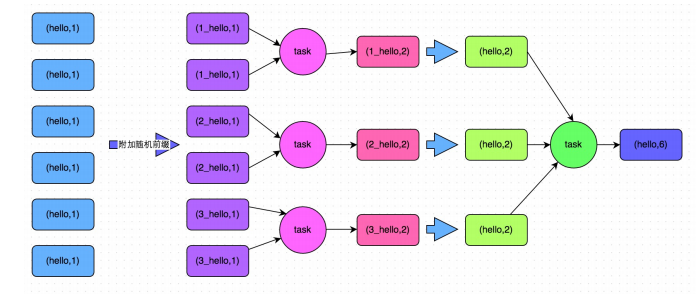 (hello,1)
(hello,1)
(hello,1)
(hello,1)
(hello,1)
(hello,1)
附加随机前缀
(1_hello,1)
(1_hello,1)
(2_hello,1)
(2_hello,1)
(3_hello,1)
(3_hello,1)
task
task
task
(1_hello,2)
(2_hello,2)
(3_hello,2)
(hello,2)
(hello,2)
(hello,2)
task
(hello,6)